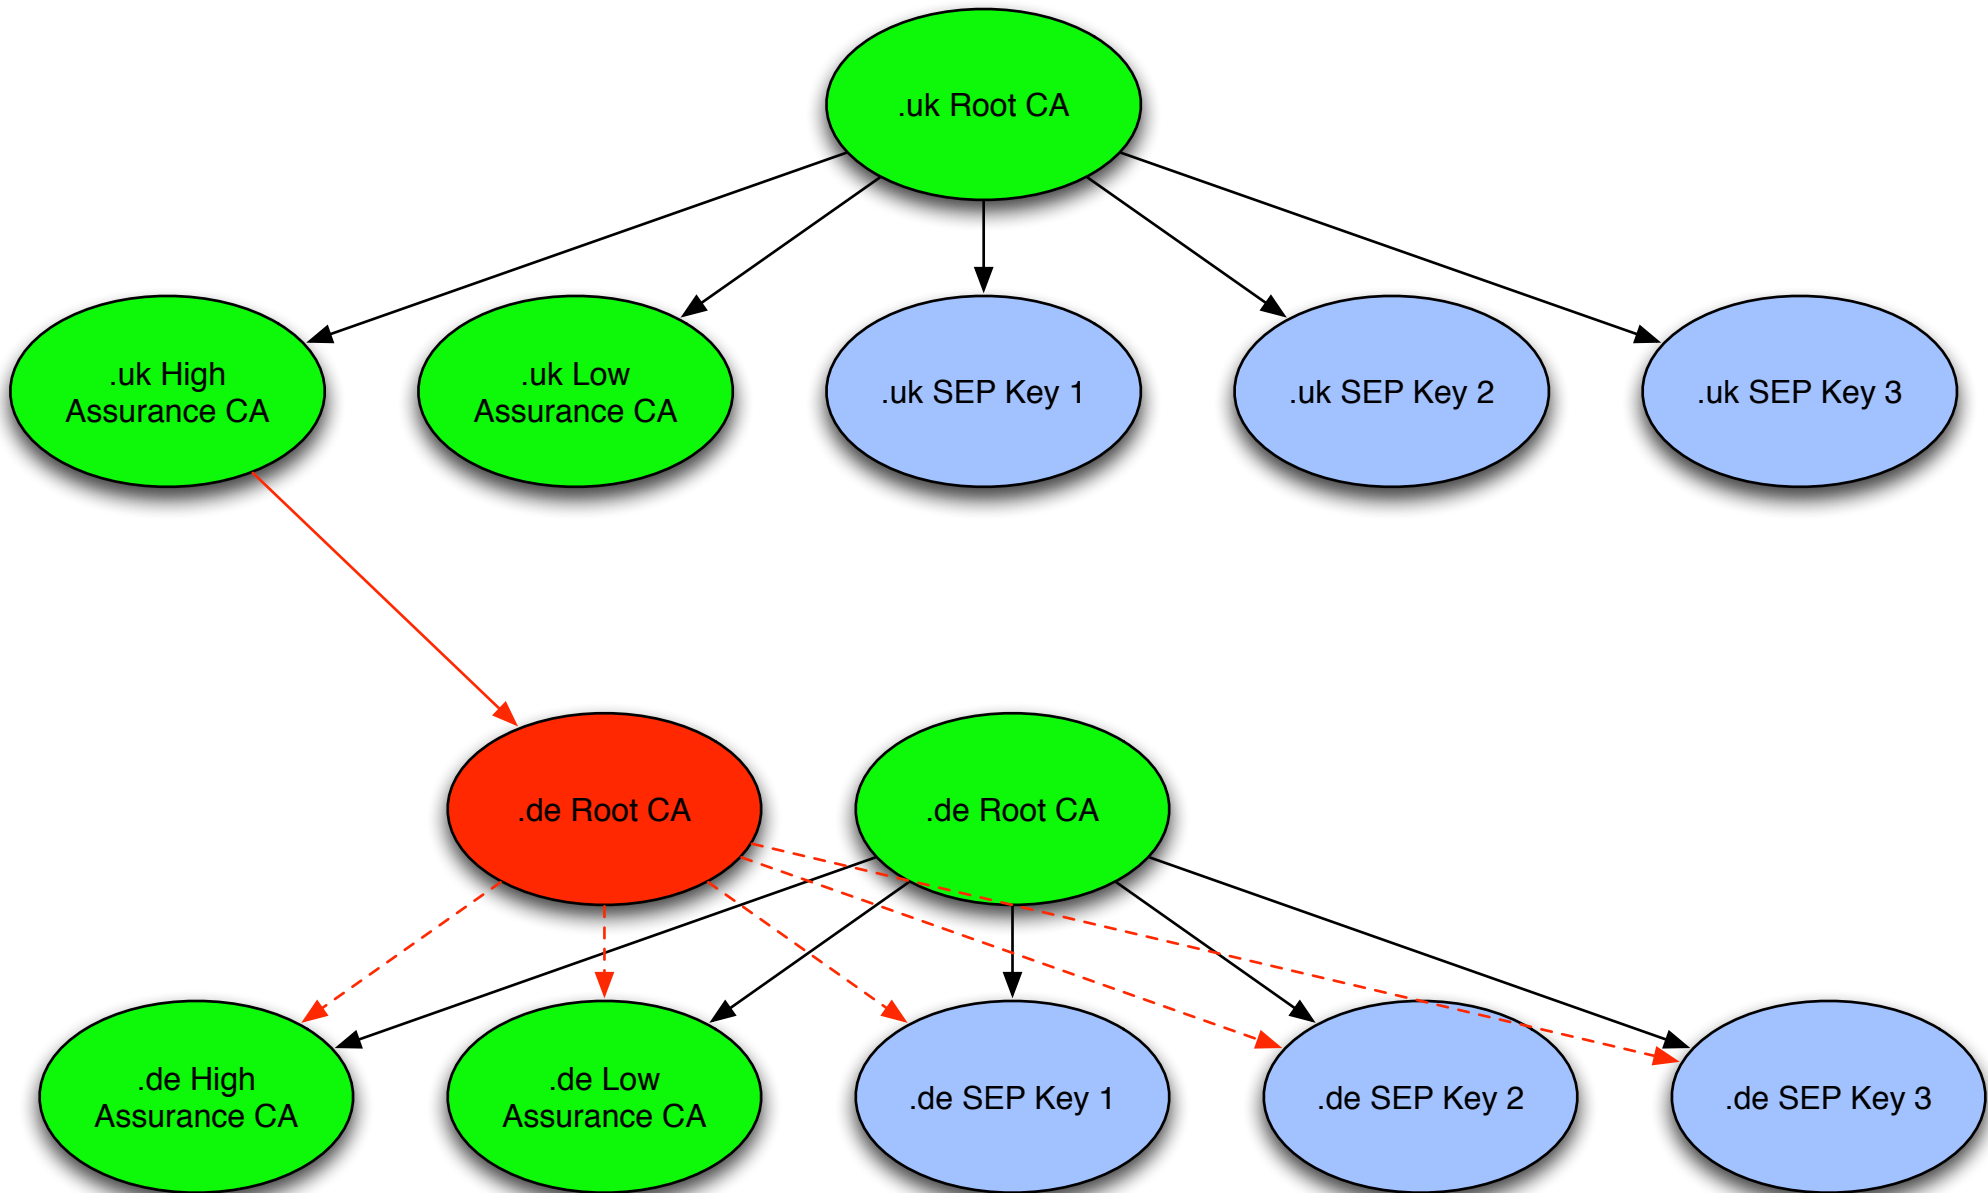 .uk Root CA
.uk High
Assurance CA
.uk Low
Assurance CA
.uk SEP Key 1
.uk SEP Key 2
.uk SEP Key 3
.de Root CA
.de Root CA
.de High
Assurance CA
.de Low
Assurance CA
.de SEP Key 1
.de SEP Key 2
.de SEP Key 3